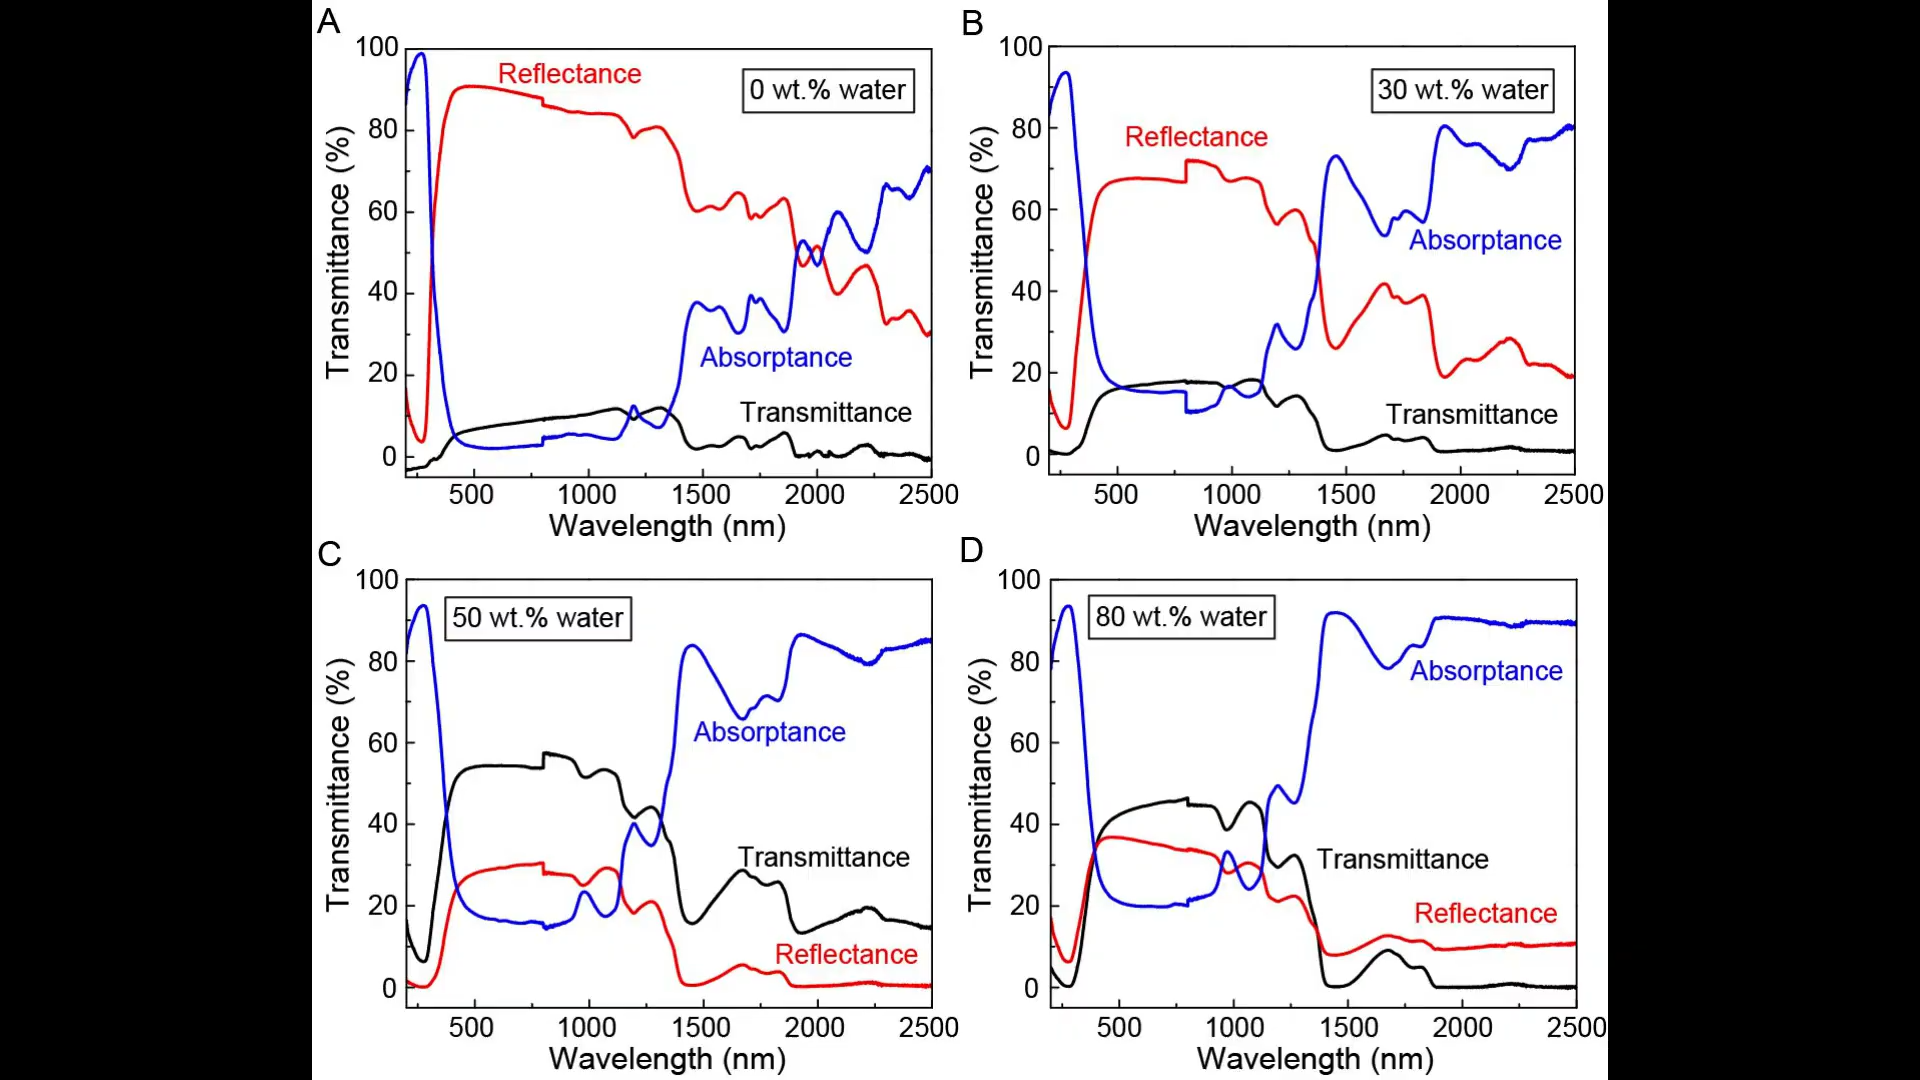 A
Transmittance (%)
100
80
60
40
20
0
Reflectance
0 wt.% water
Absorptance
Transmittance
500 1000 1500 2000 2500
Wavelength (nm)
B
Transmittance (%)
100
80
60
40
20
0
30 wt.% water
Reflectance
Absorptance
Transmittance
500 1000 1500 2000 2500
Wavelength (nm)
C
Transmittance (%)
100
80
60
40
20
0
50 wt.% water
Absorptance
Transmittance
Reflectance
500 1000 1500 2000 2500
Wavelength (nm)
D
Transmittance (%)
100
80
60
40
20
0
80 wt.% water
Absorptance
Transmittance
Reflectance
500 1000 1500 2000 2500
Wavelength (nm)